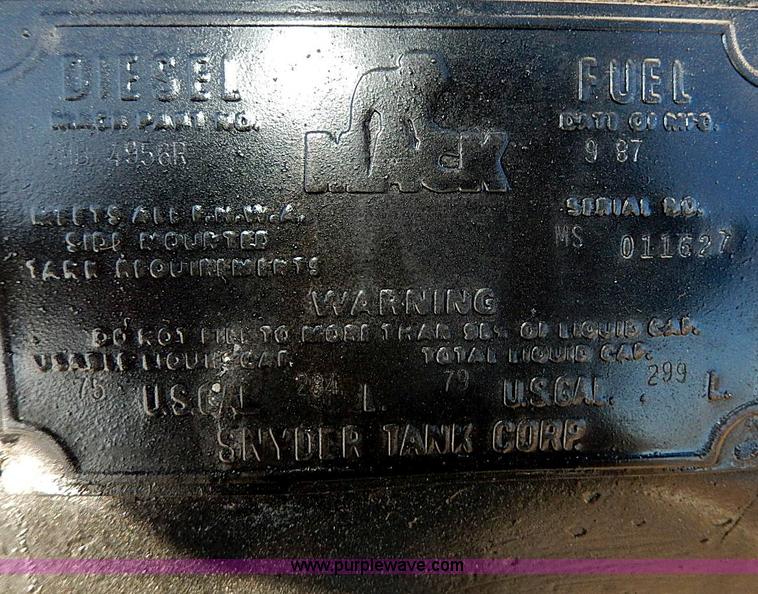 DIESEL FUEL
MACK PART NO. DATE OF MFG.
4956R 9 87
MACK
MEETS ALL F.H.W.A. SERIAL NO.
SIDE MOUNTED MS 011627
TANK REQUIREMENTS
WARNING
DO NOT FILL TO MORE THAN 95% OF LIQUID CAP.
USABLE LIQUID CAP. TOTAL LIQUID CAP.
75 U.S.GAL. 284 L. 79 U.S.GAL. 299 L.
SNYDER TANK CORP.
www.purplewave.com